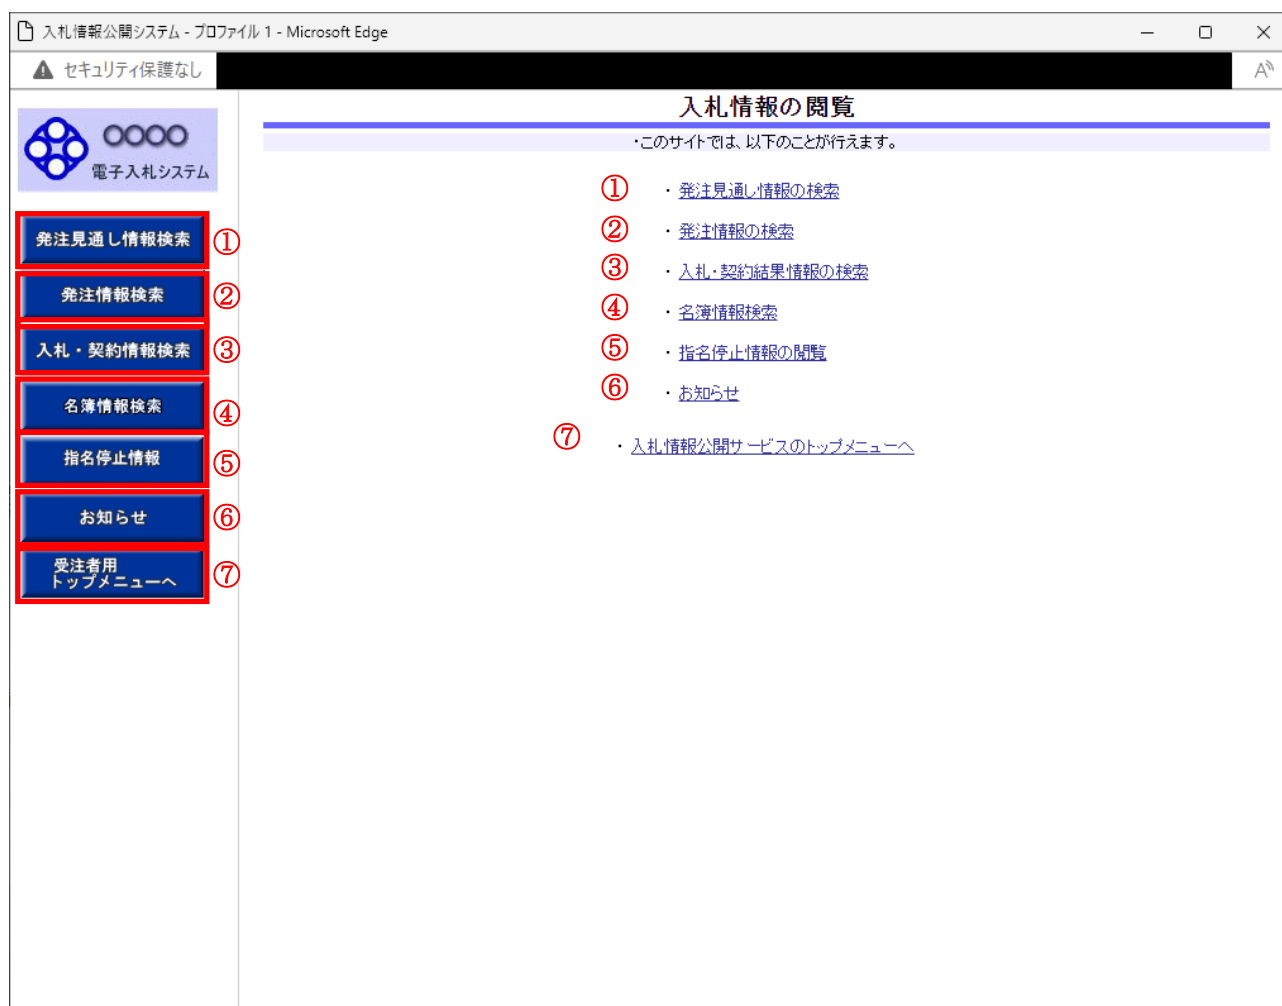 入札情報公開システム - プロファイル 1 - Microsoft Edge
セキュリティ保護なし
A
〇〇〇〇
電子入札システム
発注見通し情報検索 ①
発注情報検索 ②
入札・契約情報検索 ③
名簿情報検索 ④
指名停止情報 ⑤
お知らせ ⑥
受注者用
トップメニューへ ⑦
入札情報の閲覧
・このサイトでは、以下のことが行えます。
① ・発注見通し情報の検索
② ・発注情報の検索
③ ・入札・契約結果情報の検索
④ ・名簿情報検索
⑤ ・指名停止情報の閲覧
⑥ ・お知らせ
⑦ ・入札情報公開サービスのトップメニューへ